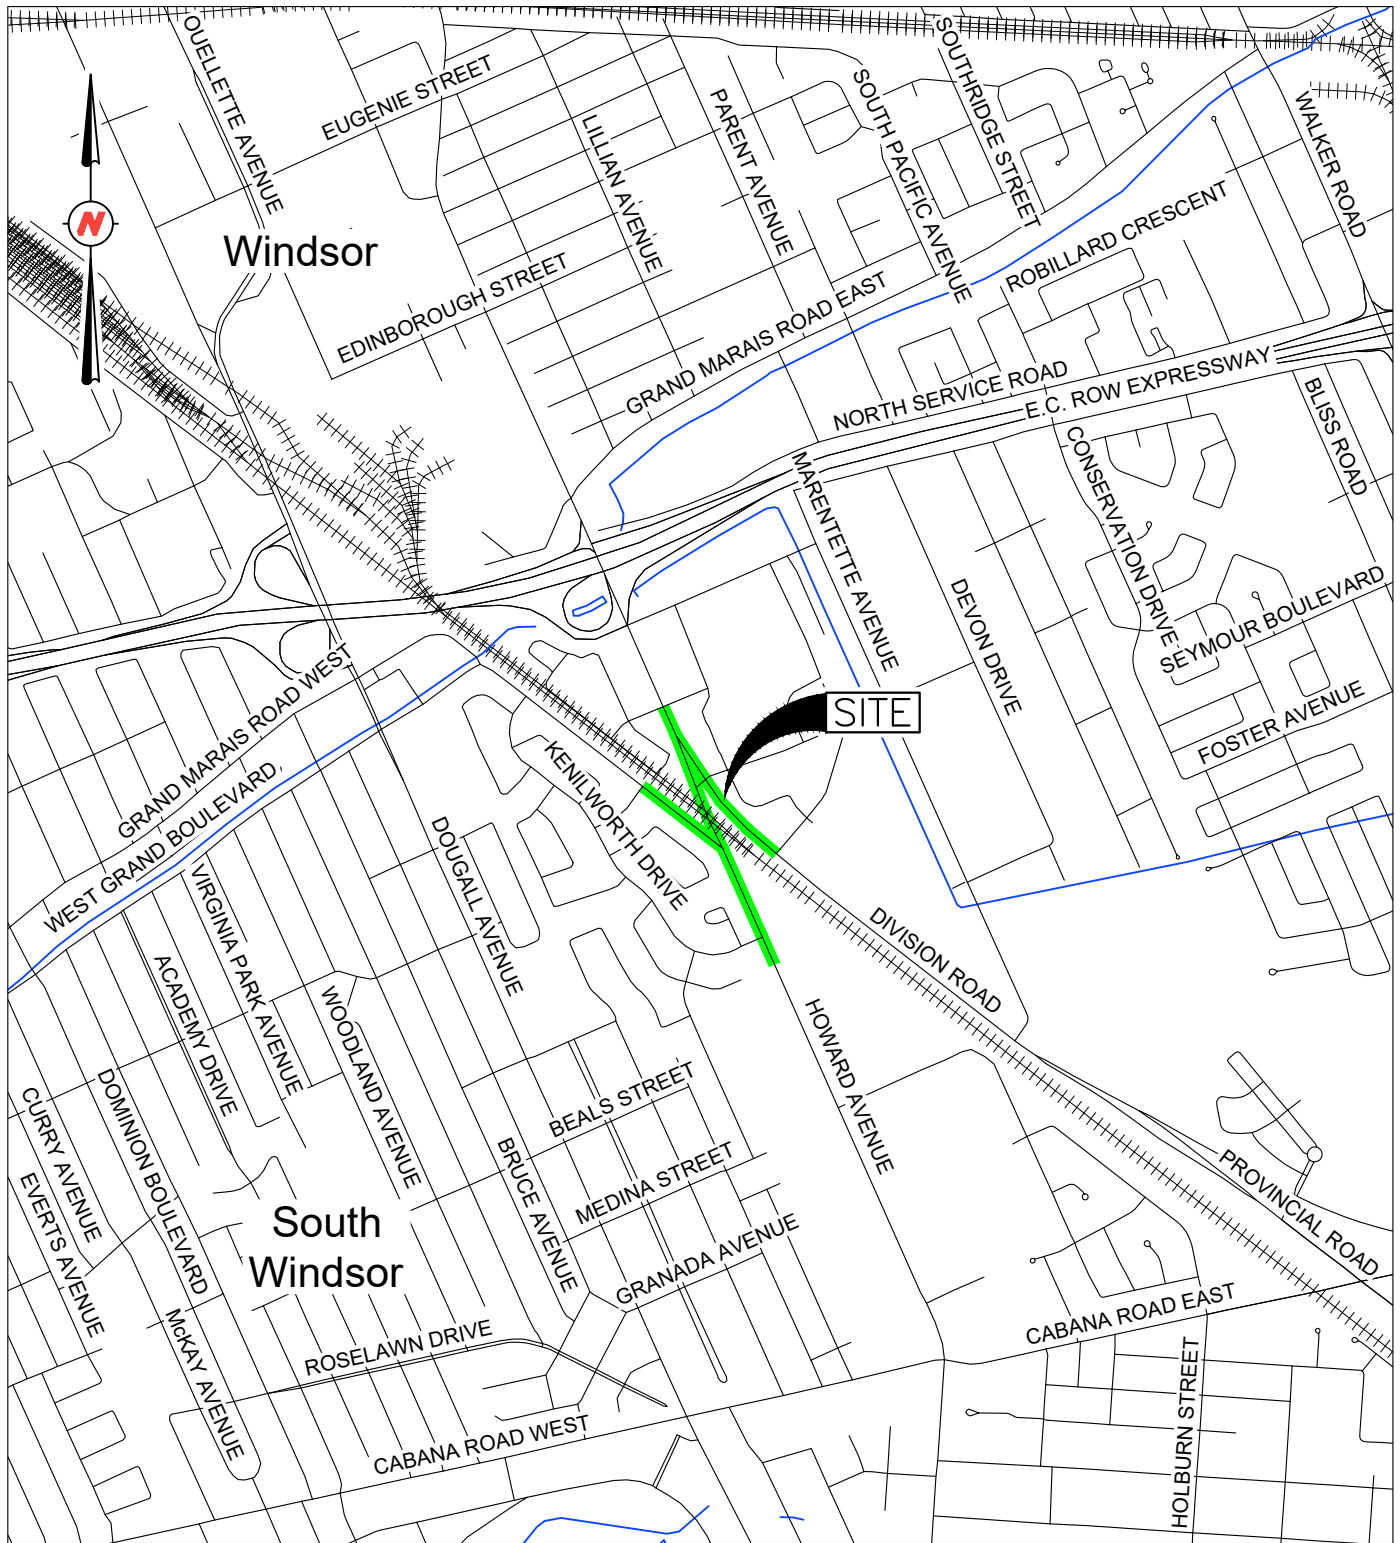 OUELLETTE AVENUE
EUGENIE STREET
LILLIAN AVENUE
PARENT AVENUE
SOUTH PACIFIC AVENUE
SOUTHRIDGE STREET
WALKER ROAD
N
Windsor
EDINBOROUGH STREET
GRAND MARAIS ROAD EAST
ROBILLARD CRESCENT
NORTH SERVICE ROAD
E.C. ROW EXPRESSWAY
BLISS ROAD
MARENTETTE AVENUE
CONSERVATION DRIVE
DEVON DRIVE
SEYMOUR BOULEVARD
FOSTER AVENUE
GRAND MARAIS ROAD WEST
SITE
WEST GRAND BOULEVARD
KENILWORTH DRIVE
DOUGALL AVENUE
VIRGINIA PARK AVENUE
ACADEMY DRIVE
WOODLAND AVENUE
DIVISION ROAD
HOWARD AVENUE
CURRY AVENUE
DOMINION BOULEVARD
EVERTS AVENUE
BEALS STREET
BRUCE AVENUE
MEDINA STREET
GRANADA AVENUE
PROVINCIAL ROAD
South
Windsor
McKAY AVENUE
ROSELAWN DRIVE
CABANA ROAD EAST
HOLBURN STREET
CABANA ROAD WEST